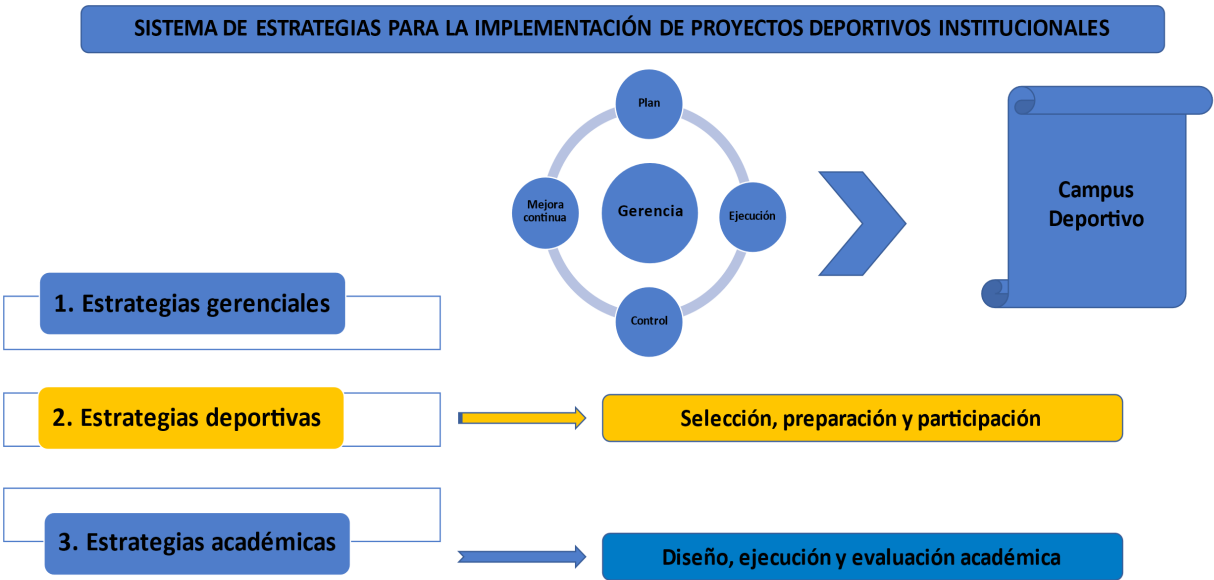 SISTEMA DE ESTRATEGIAS PARA LA IMPLEMENTACIÓN DE PROYECTOS DEPORTIVOS INSTITUCIONALES
Plan
Mejora
continua
Gerencia
Ejecución
Control
Campus
Deportivo
1. Estrategias gerenciales
2. Estrategias deportivas
Selección, preparación y participación
3. Estrategias académicas
Diseño, ejecución y evaluación académica